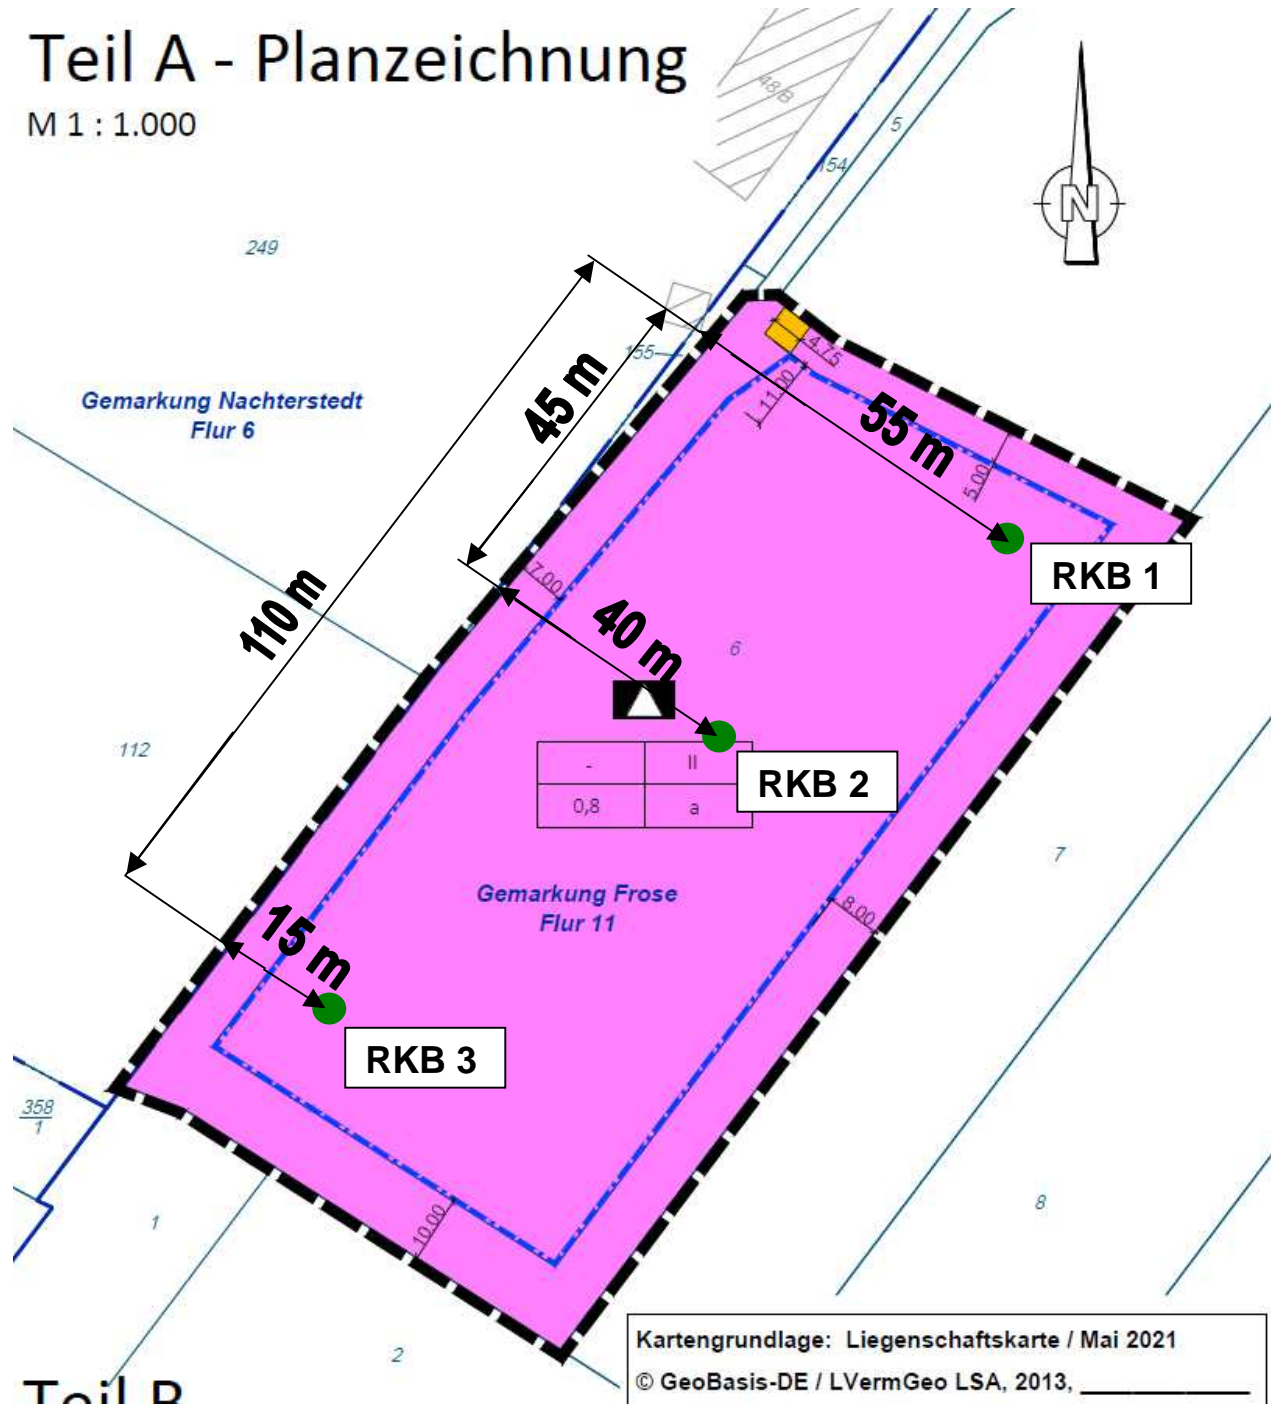 Teil A - Planzeichnung
M 1 : 1.000
48/B
5
154
N
249
155
4.75
11.00
Gemarkung Nachterstedt
Flur 6
45 m
55 m
5.00
RKB 1
7.00
110 m
40 m
6
112
- II
0,8 a
RKB 2
7
Gemarkung Frose
Flur 11
8.00
15 m
RKB 3
358
1
1
10.00
8
2
Kartengrundlage: Liegenschaftskarte / Mai 2021
© GeoBasis-DE / LVermGeo LSA, 2013, ____________
Teil B